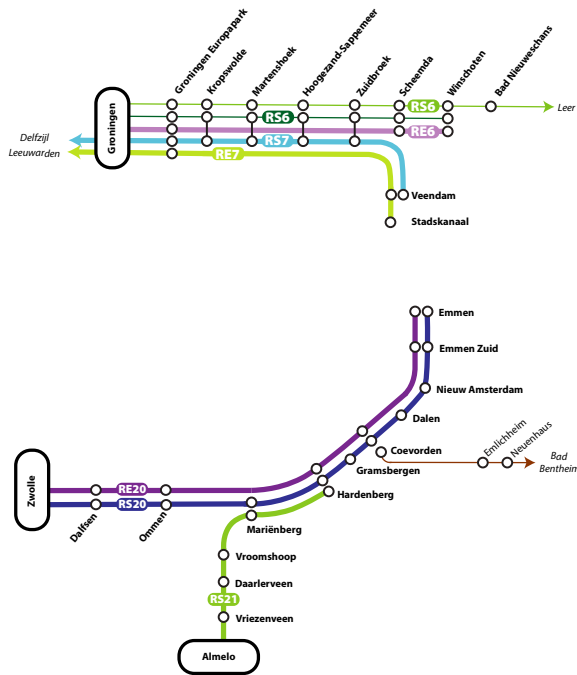 Groningen Europapark
Kropswolde
Martenshoek
Hoogezand-Sappemeer
Zuidbroek
Scheemda
Winschoten
Bad Nieuweschans
Groningen
RS6
Leer
RS6
RE6
Delfzijl
RS7
Leeuwarden
RE7
Veendam
Stadskanaal
Emmen
Emmen Zuid
Nieuw Amsterdam
Dalen
Coevorden
Emlichheim
Neuenhaus
Bad
Bentheim
Gramsbergen
Hardenberg
Zwolle
RE20
RS20
Dalfsen
Ommen
Mariënberg
Vroomshoop
Daarlerveen
RS21
Vriezenveen
Almelo